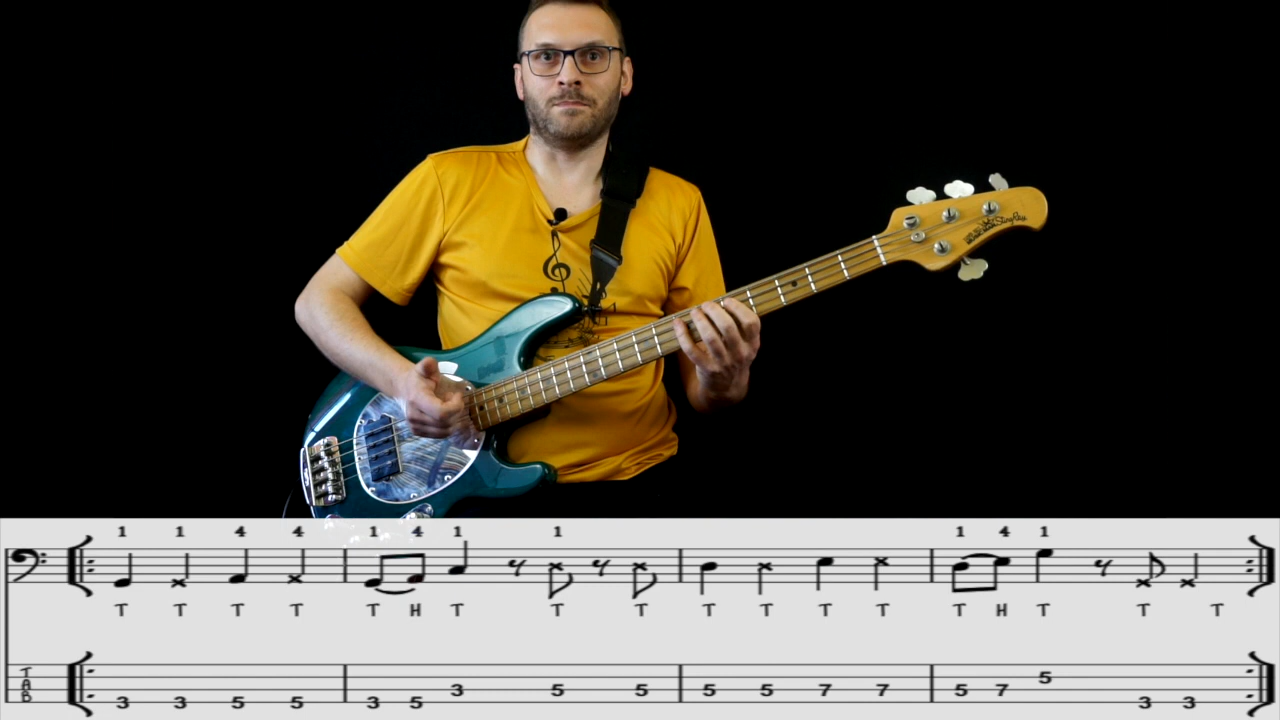 StingRay
1 1 4 4 1 4 1 1 1 4 1
T T T T T H T T T T T T T T H T T T
T
A
B
5
3 5 5 5 5 7 7 5 7
3 3 5 5 3 5 3 3